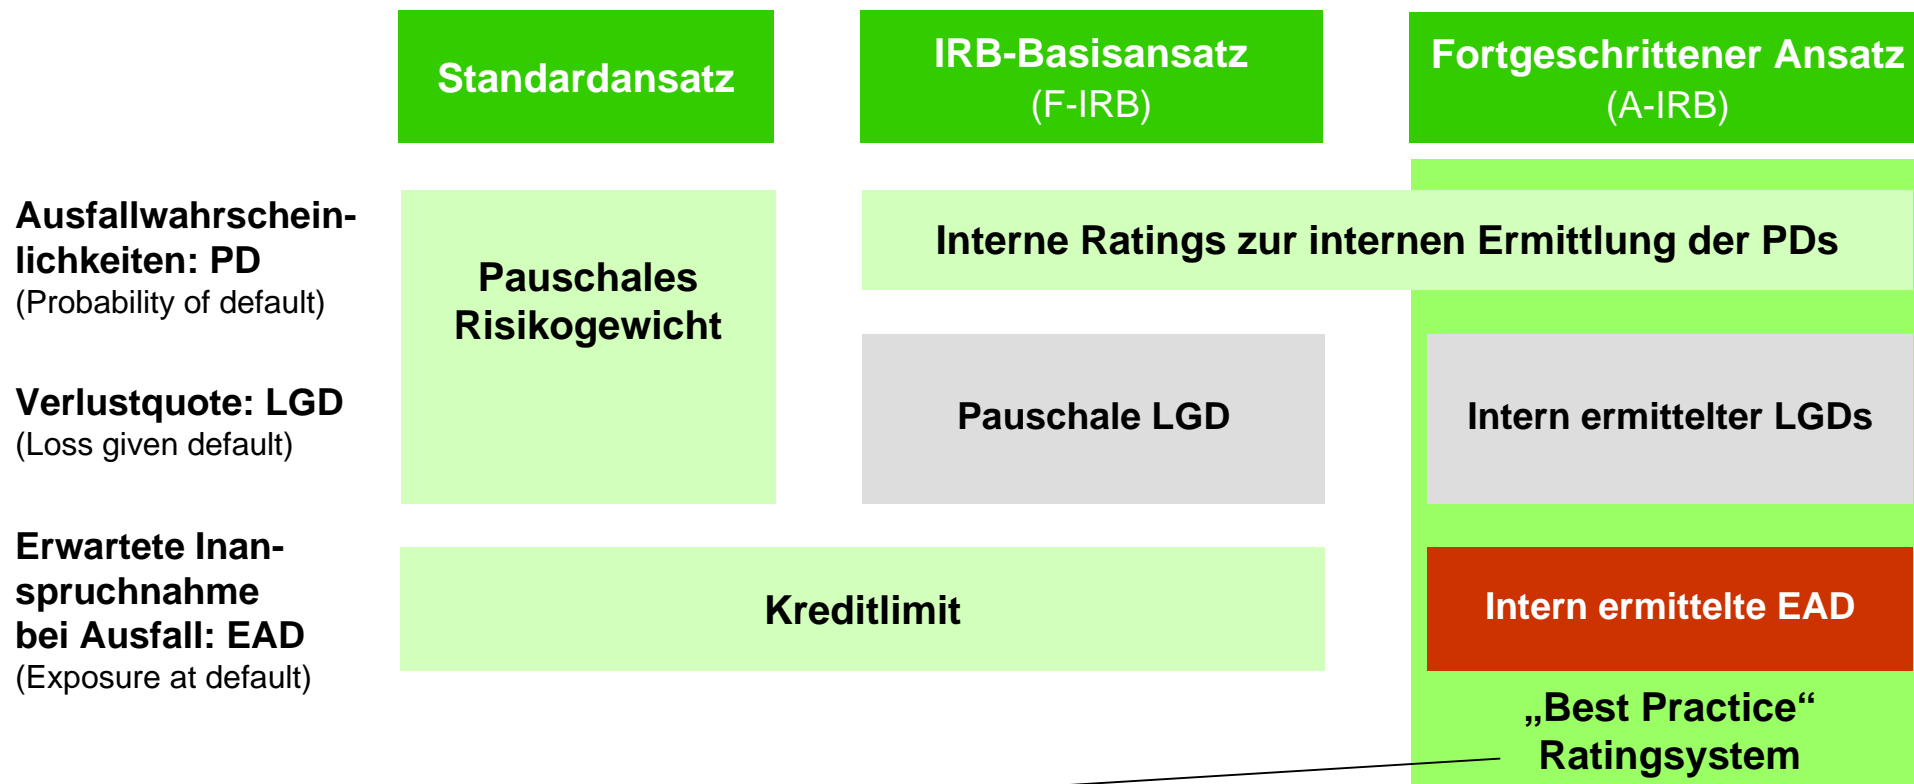 Standardansatz
IRB-Basisansatz
(F-IRB)
Fortgeschrittener Ansatz
(A-IRB)
Ausfallwahrschein-
lichkeiten: PD
(Probability of default)
Pauschales
Risikogewicht
Interne Ratings zur internen Ermittlung der PDs
Verlustquote: LGD
(Loss given default)
Pauschale LGD
Intern ermittelter LGDs
Erwartete Inan-
spruchnahme
bei Ausfall: EAD
(Exposure at default)
Kreditlimit
Intern ermittelte EAD
„Best Practice“
Ratingsystem